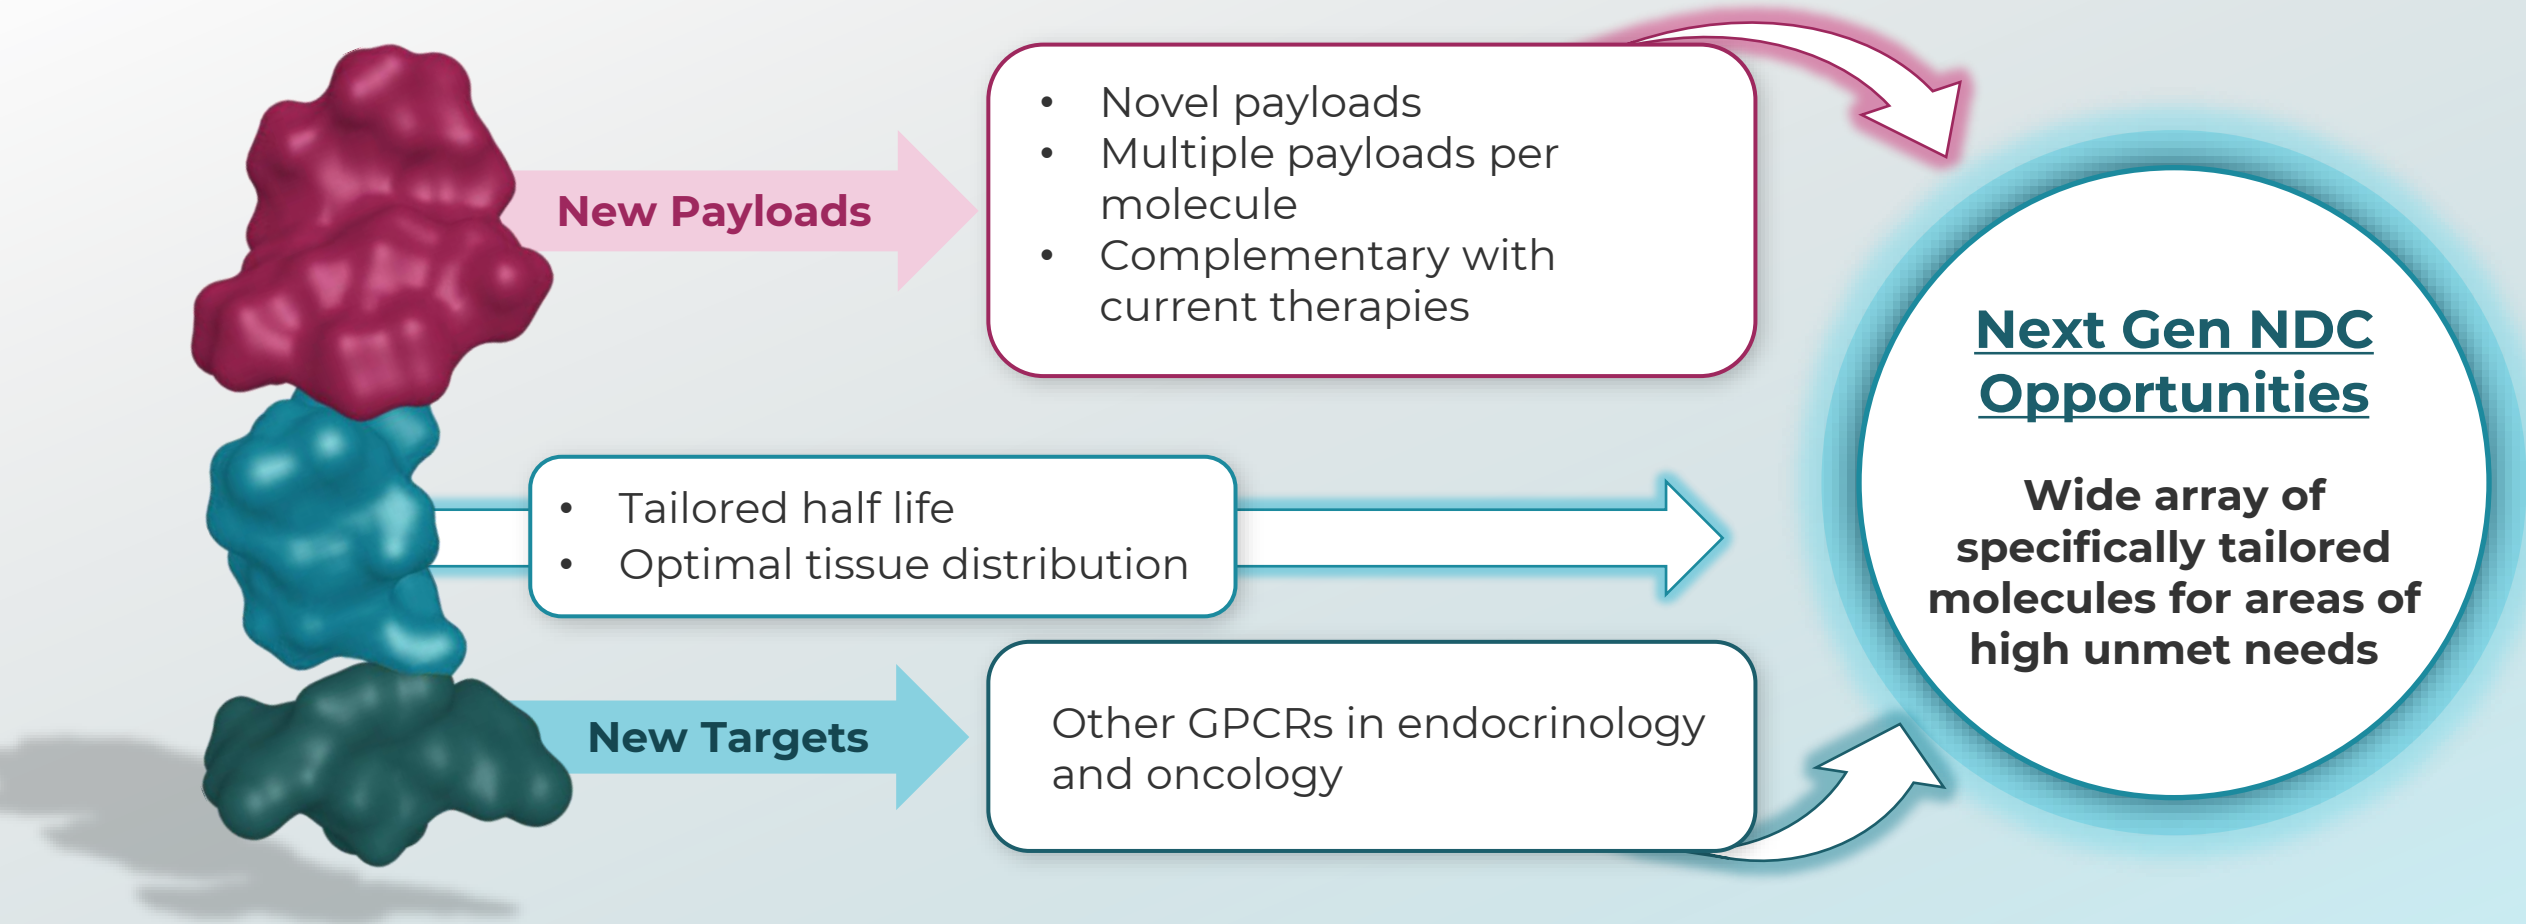 New Payloads
• Novel payloads
• Multiple payloads per
molecule
• Complementary with
current therapies
• Tailored half life
• Optimal tissue distribution
New Targets
Other GPCRs in endocrinology
and oncology
Next Gen NDC
Opportunities
Wide array of
specifically tailored
molecules for areas of
high unmet needs